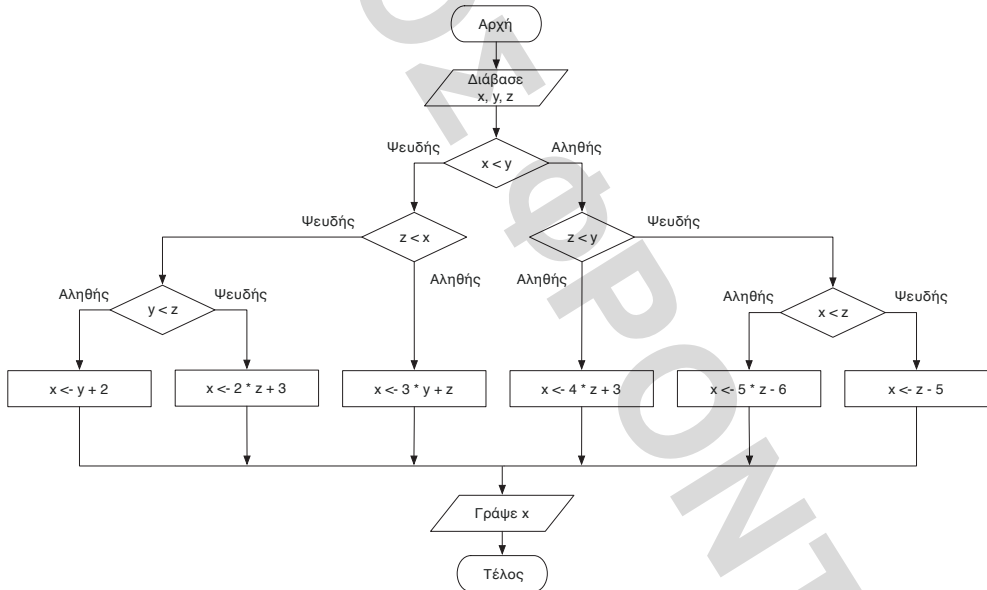 Αρχή
Διάβασε
x, y, z
Ψευδής
Αληθής
x < y
Ψευδής
z < x
z < y
Ψευδής
Αληθής
Αληθής
Αληθής
Ψευδής
y < z
Αληθής
Ψευδής
x < z
x <- y + 2
x <- 2 * z + 3
x <- 3 * y + z
x <- 4 * z + 3
x <- 5 * z - 6
x <- z - 5
Γράψε x
Τέλος